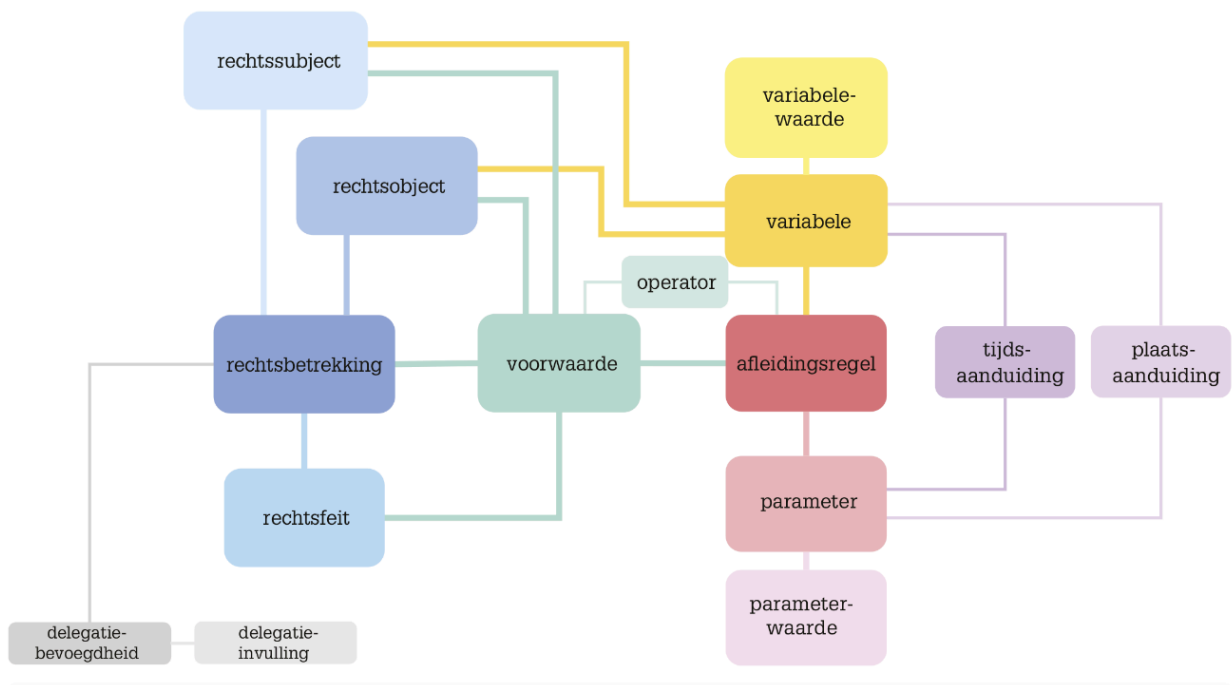 rechtssubject
variabele-
waarde
rechtsobject
variabele
operator
rechtsbetrekking
voorwaarde
afleidingsregel
tijds-
aanduiding
plaats-
aanduiding
rechtsfeit
parameter
parameter-
waarde
delegatie-
bevoegdheid
delegatie-
invulling